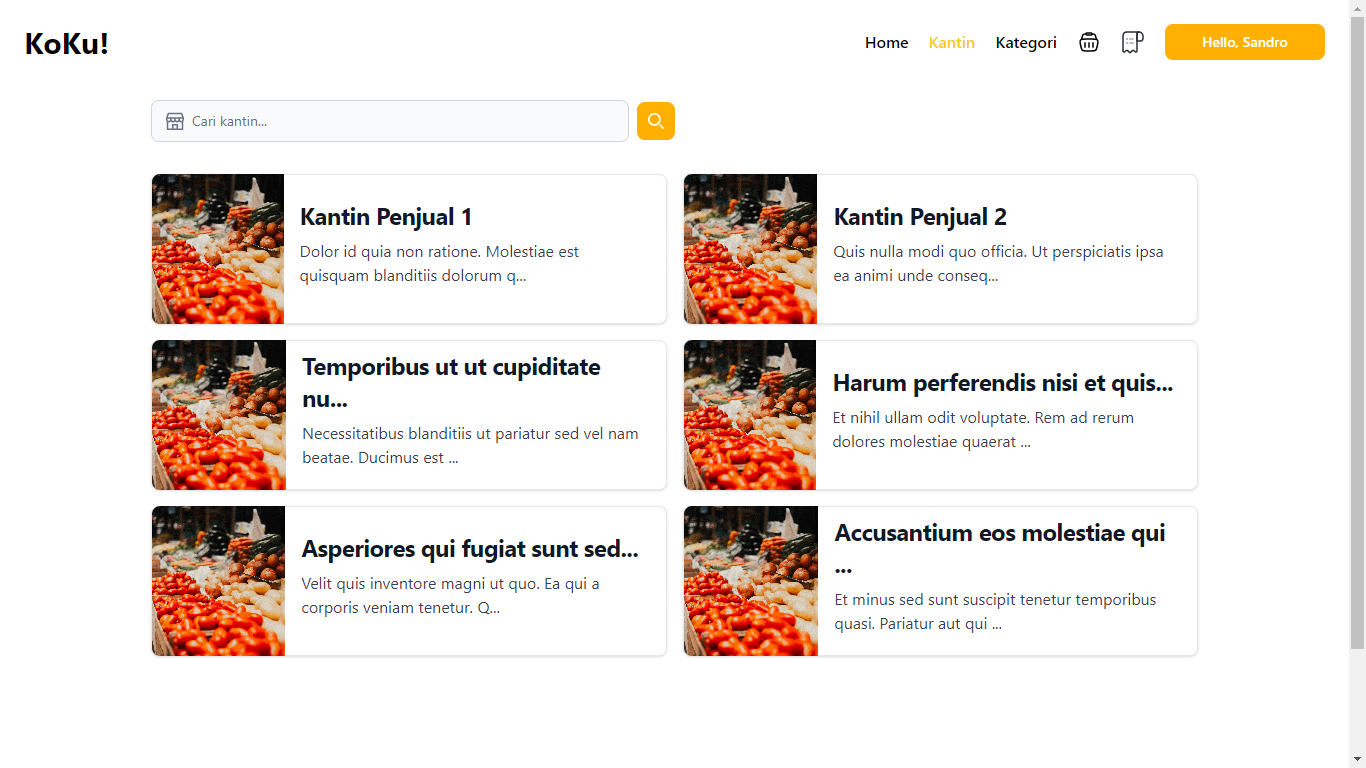 KoKu!
Home
Kantin
Kategori
Hello, Sandro
Cari kantin...
Kantin Penjual 1
Dolor id quia non ratione. Molestiae est
quisquam blanditiis dolorum q...
Kantin Penjual 2
Quis nulla modi quo officia. Ut perspiciatis ipsa
ea animi unde conseq...
Temporibus ut ut cupiditate
nu...
Necessitatibus blanditiis ut pariatur sed vel nam
beatae. Ducimus est ...
Harum perferendis nisi et quis...
Et nihil ullam odit voluptate. Rem ad rerum
dolores molestiae quaerat ...
Asperiores qui fugiat sunt sed...
Velit quis inventore magni ut quo. Ea qui a
corporis veniam tenetur. Q...
Accusantium eos molestiae qui
...
Et minus sed sunt suscipit tenetur temporibus
quasi. Pariatur aut qui ...